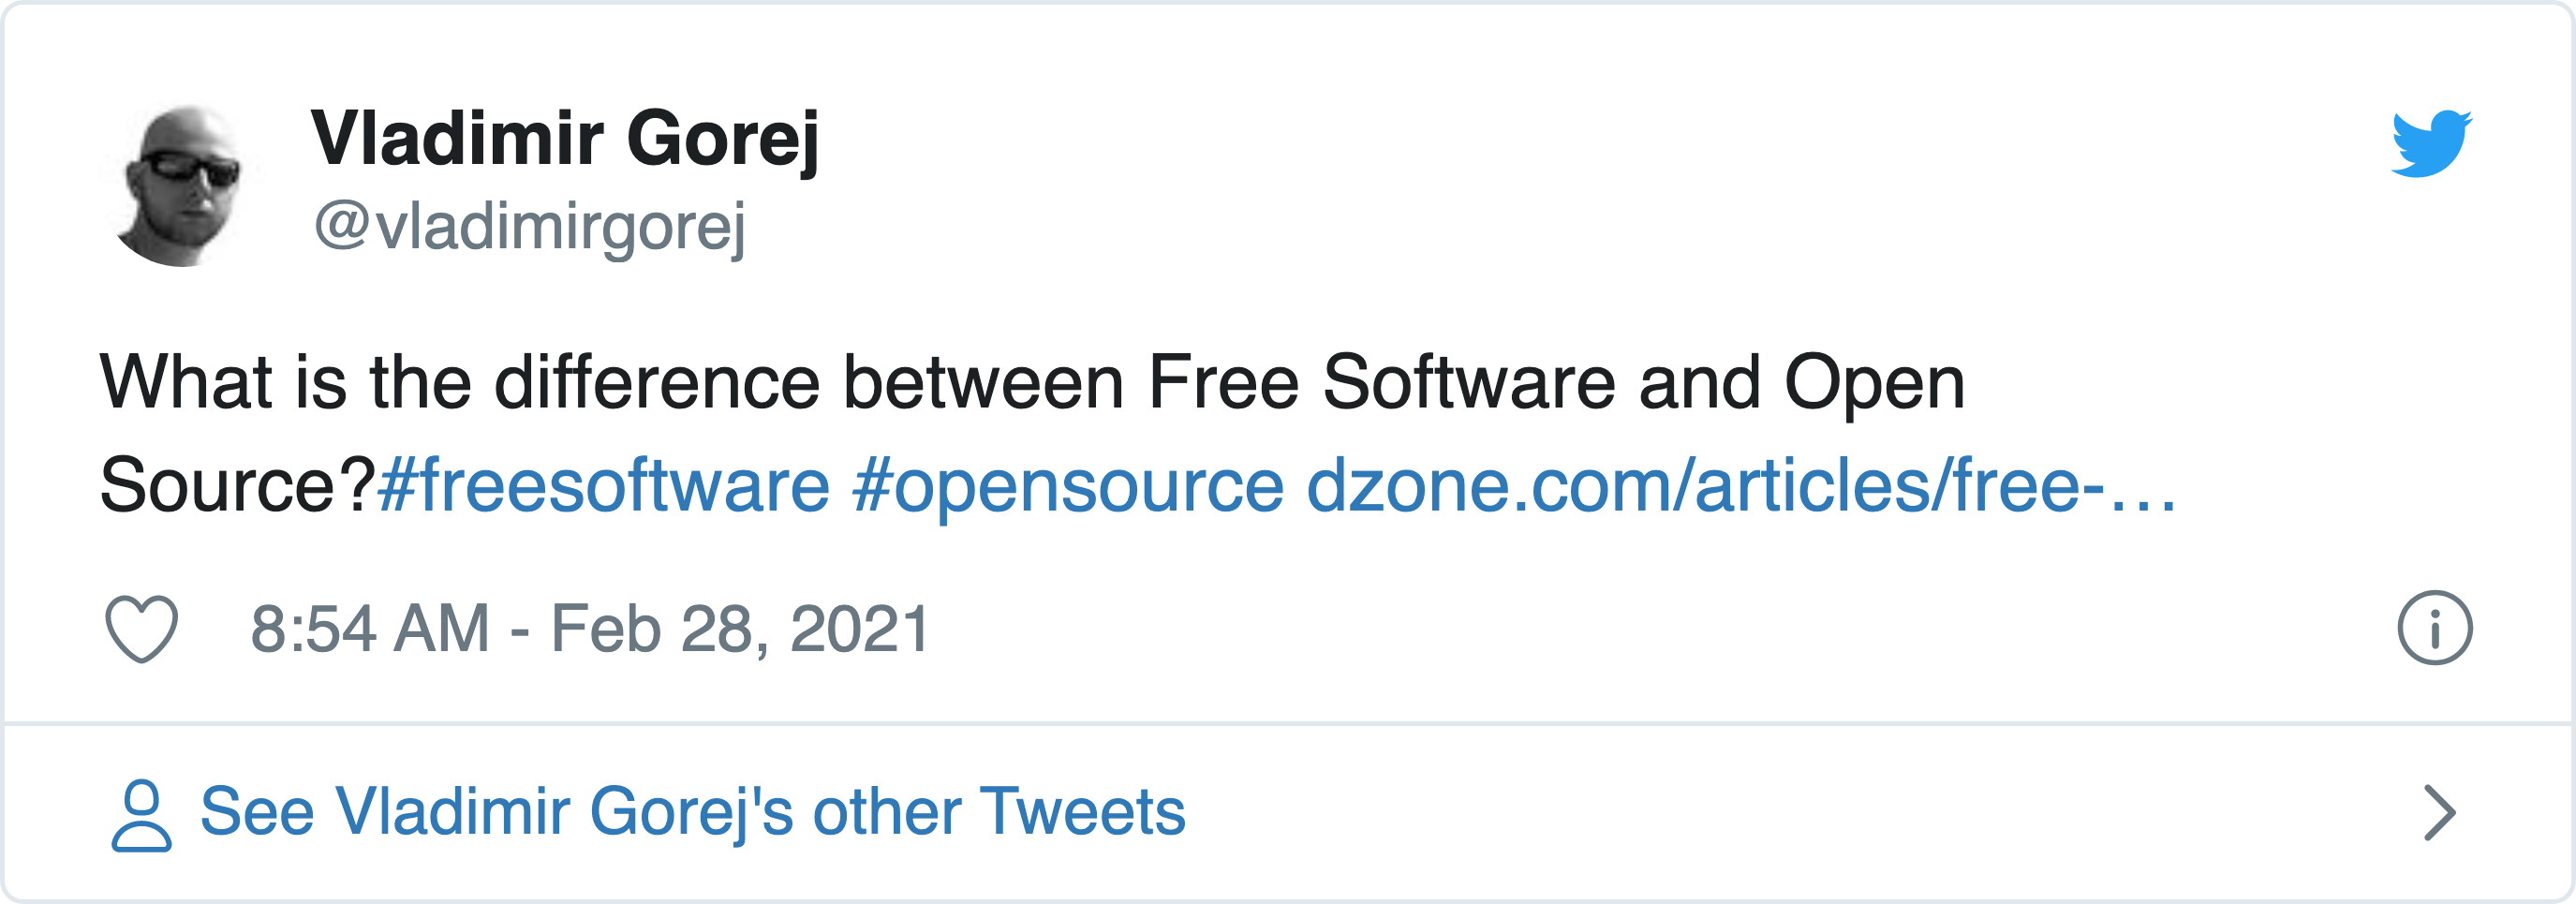 Vladimir Gorej
@vladimirgorej
What is the difference between Free Software and Open
Source?#freesoftware #opensource dzone.com/articles/free-…
8:54 AM - Feb 28, 2021
See Vladimir Gorej's other Tweets